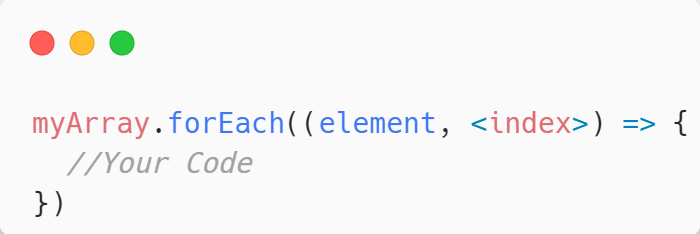 myArray.forEach((element, <index>) => {
  //Your Code
})